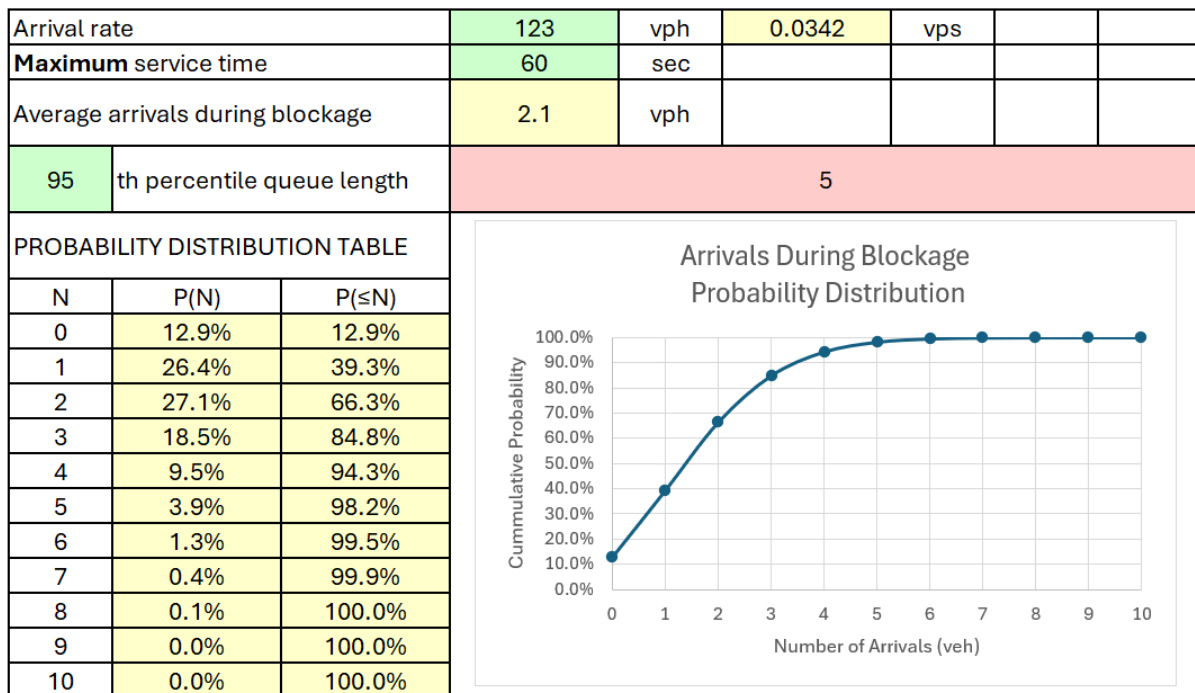 Arrival rate 123 vph 0.0342 vps
Maximum service time 60 sec
Average arrivals during blockage 2.1 vph
95 th percentile queue length 5
PROBABILITY DISTRIBUTION TABLE
N P(N) P(≤N)
0 12.9% 12.9%
1 26.4% 39.3%
2 27.1% 66.3%
3 18.5% 84.8%
4 9.5% 94.3%
5 3.9% 98.2%
6 1.3% 99.5%
7 0.4% 99.9%
8 0.1% 100.0%
9 0.0% 100.0%
10 0.0% 100.0%
Arrivals During Blockage
Probability Distribution
Cummulative Probability
100.0%
90.0%
80.0%
70.0%
60.0%
50.0%
40.0%
30.0%
20.0%
10.0%
0.0%
0 1 2 3 4 5 6 7 8 9 10
Number of Arrivals (veh)